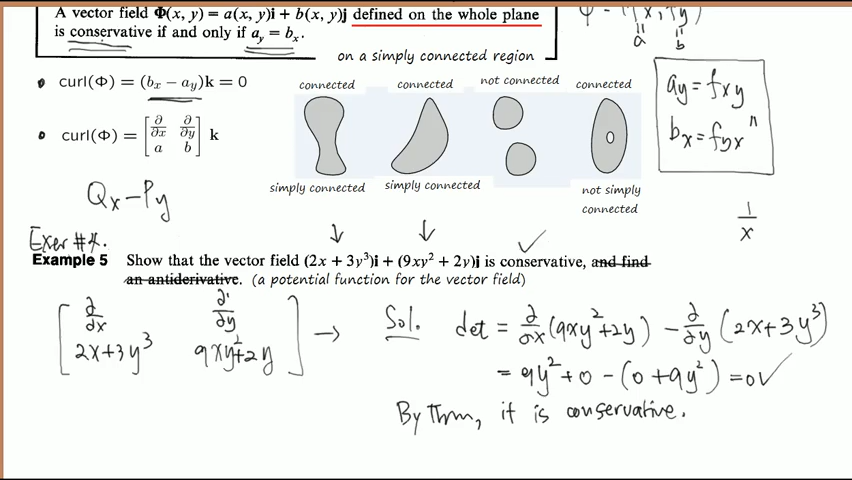 A vector field Φ(x, y) = a(x, y)i + b(x, y)j defined on the whole plane
is conservative if and only if a_y = b_x.
a b
on a simply connected region
• curl(Φ) = (b_x − a_y)k = 0
connected connected not connected connected
a_y = f_xy
b_x = f_yx "
• curl(Φ) = [∂/∂x ∂/∂y
a b] k
simply connected simply connected not simply
connected
Q_x − P_y
1/x
Exer #4.
Example 5 Show that the vector field (2x + 3y³)i + (9xy² + 2y)j is conservative, and find
an antiderivative. (a potential function for the vector field)
[∂/∂x ∂/∂y
2x+3y³ 9xy²+2y] → Sol. det = ∂/∂x (9xy²+2y) − ∂/∂y (2x+3y³)
= 9y²+0 − (0+9y²) = 0 ✓
By Thm, it is conservative.